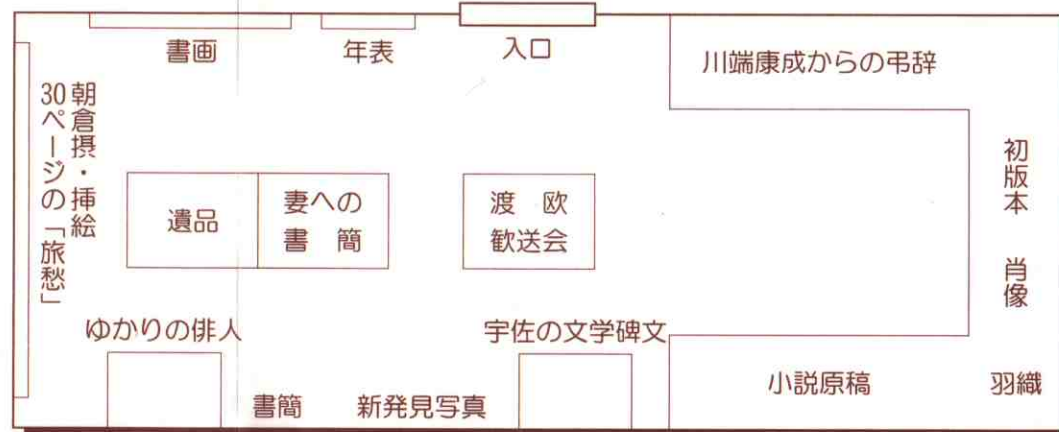 書画
年表
入口
川端康成からの弔辞
朝倉摂・挿絵
30ページの「旅愁」
遺品
妻への
書簡
渡欧
歓送会
初版本
肖像
ゆかりの俳人
宇佐の文学碑文
書簡
新発見写真
小説原稿
羽織